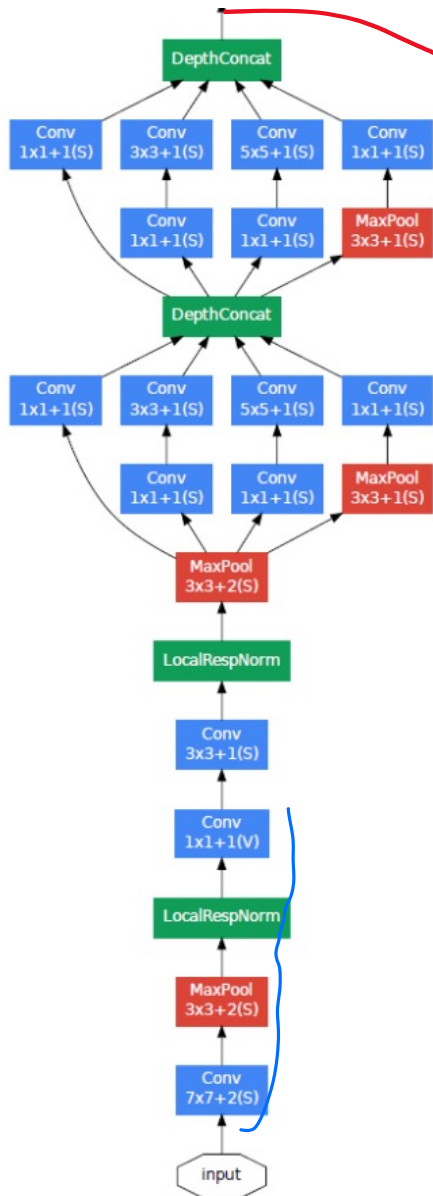 DepthConcat
Conv
1x1+1(S)
Conv
3x3+1(S)
Conv
5x5+1(S)
Conv
1x1+1(S)
Conv
1x1+1(S)
Conv
1x1+1(S)
MaxPool
3x3+1(S)
DepthConcat
Conv
1x1+1(S)
Conv
3x3+1(S)
Conv
5x5+1(S)
Conv
1x1+1(S)
Conv
1x1+1(S)
Conv
1x1+1(S)
MaxPool
3x3+1(S)
MaxPool
3x3+2(S)
LocalRespNorm
Conv
3x3+1(S)
Conv
1x1+1(V)
LocalRespNorm
MaxPool
3x3+2(S)
Conv
7x7+2(S)
input